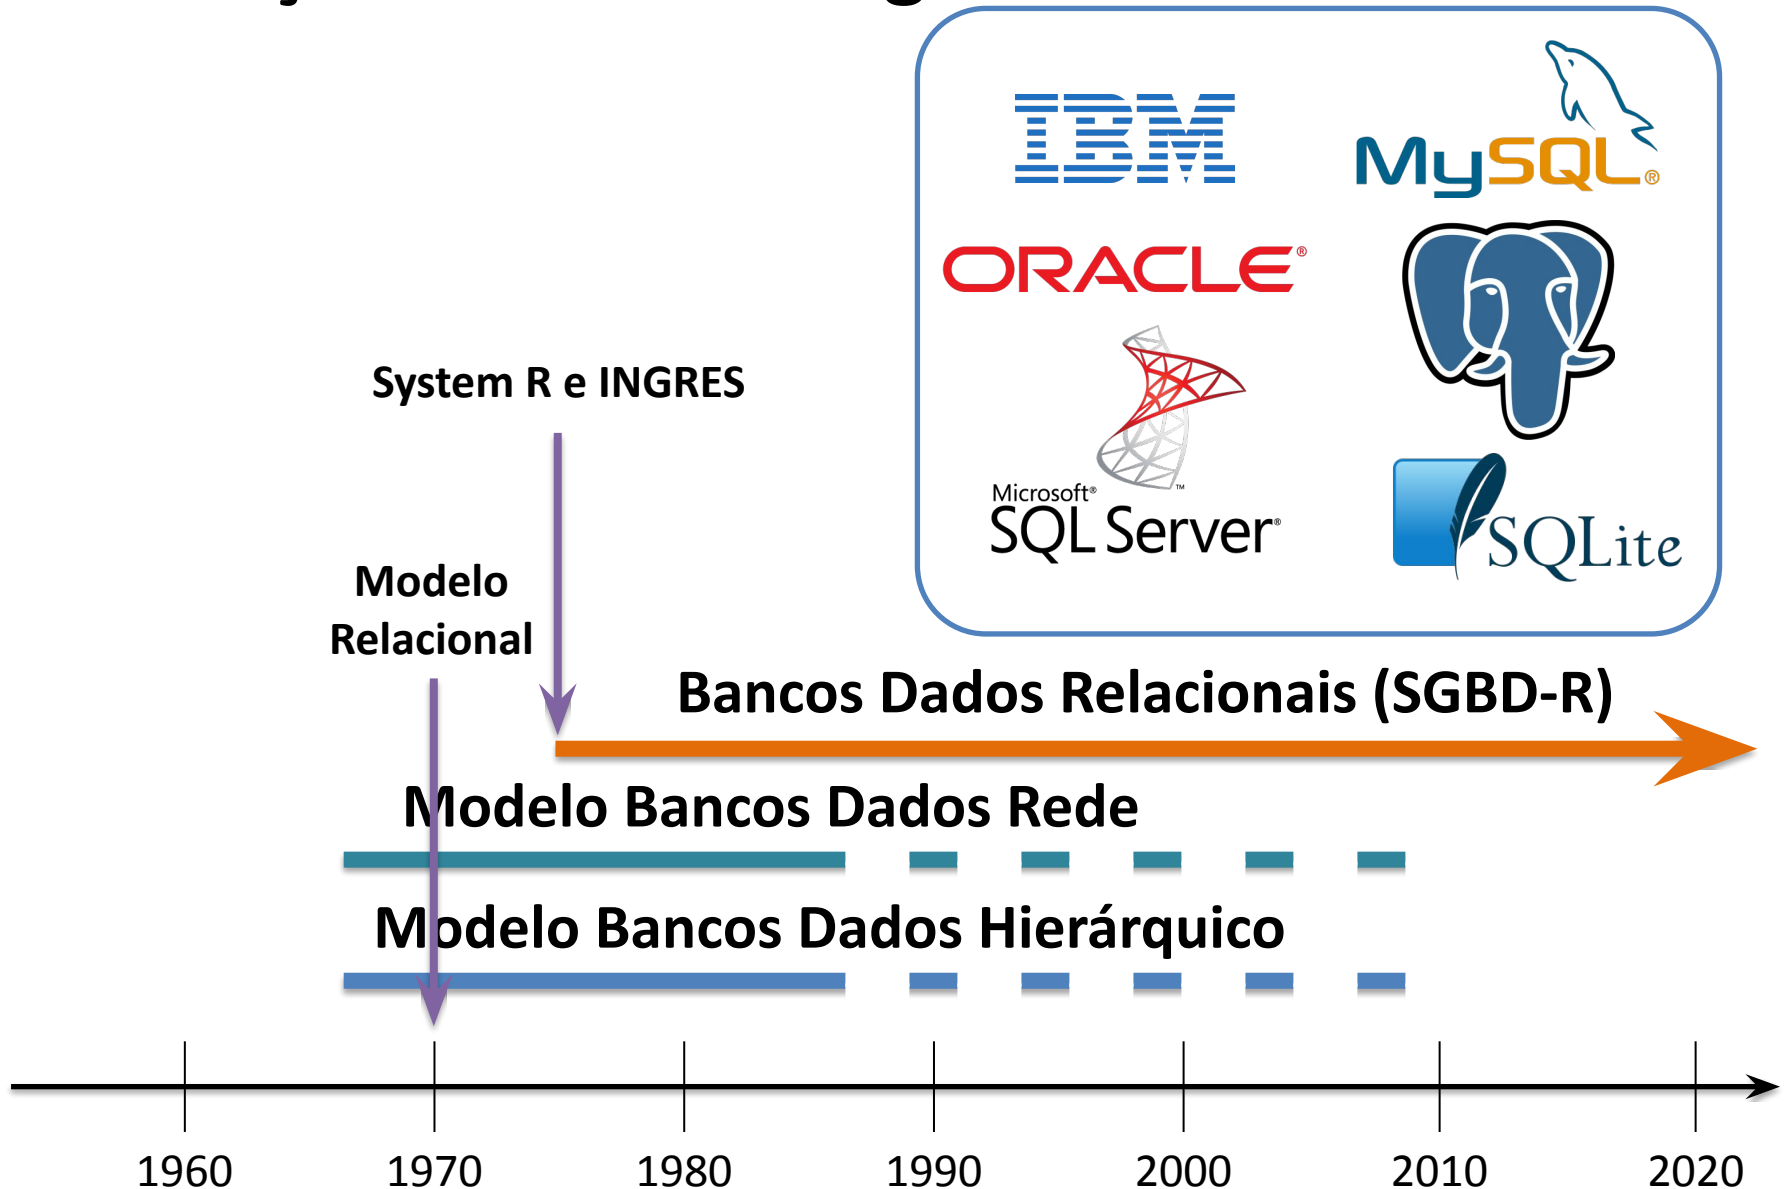 IBM
MySQL®
ORACLE®
System R e INGRES
Microsoft®
SQL Server®
™
SQLite
Modelo
Relacional
Bancos Dados Relacionais (SGBD-R)
Modelo Bancos Dados Rede
Modelo Bancos Dados Hierárquico
1960 1970 1980 1990 2000 2010 2020